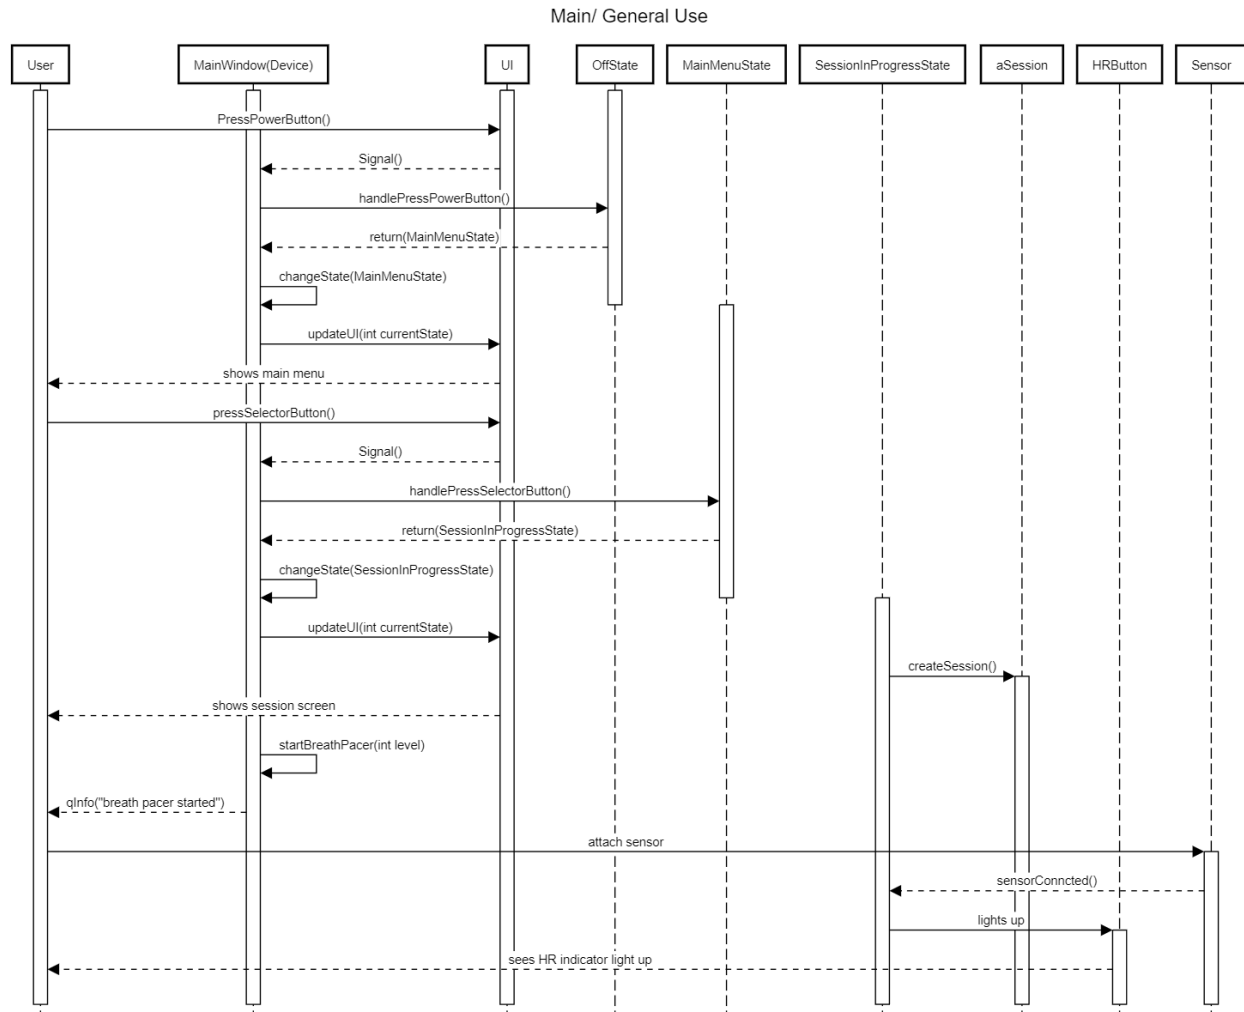 Main/ General Use
User
MainWindow(Device)
UI
OffState
MainMenuState
SessionInProgressState
aSession
HRButton
Sensor
PressPowerButton()
Signal()
handlePressPowerButton()
return(MainMenuState)
changeState(MainMenuState)
updateUI(int currentState)
shows main menu
pressSelectorButton()
Signal()
handlePressSelectorButton()
return(SessionInProgressState)
changeState(SessionInProgressState)
updateUI(int currentState)
createSession()
shows session screen
startBreathPacer(int level)
qInfo("breath pacer started")
attach sensor
sensorConncted()
lights up
sees HR indicator light up